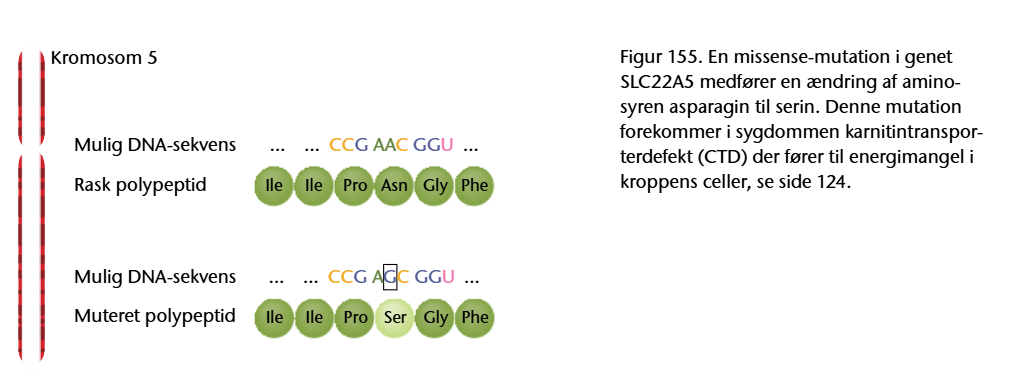 Kromosom 5
Mulig DNA-sekvens ... ... CCG AAC GGU ...
Rask polypeptid Ile Ile Pro Asn Gly Phe
Mulig DNA-sekvens ... ... CCG AGC GGU ...
Muteret polypeptid Ile Ile Pro Ser Gly Phe
Figur 155. En missense-mutation i genet
SLC22A5 medfører en ændring af amino-
syren asparagin til serin. Denne mutation
forekommer i sygdommen karnitintranspor-
terdefekt (CTD) der fører til energimangel i
kroppens celler, se side 124.